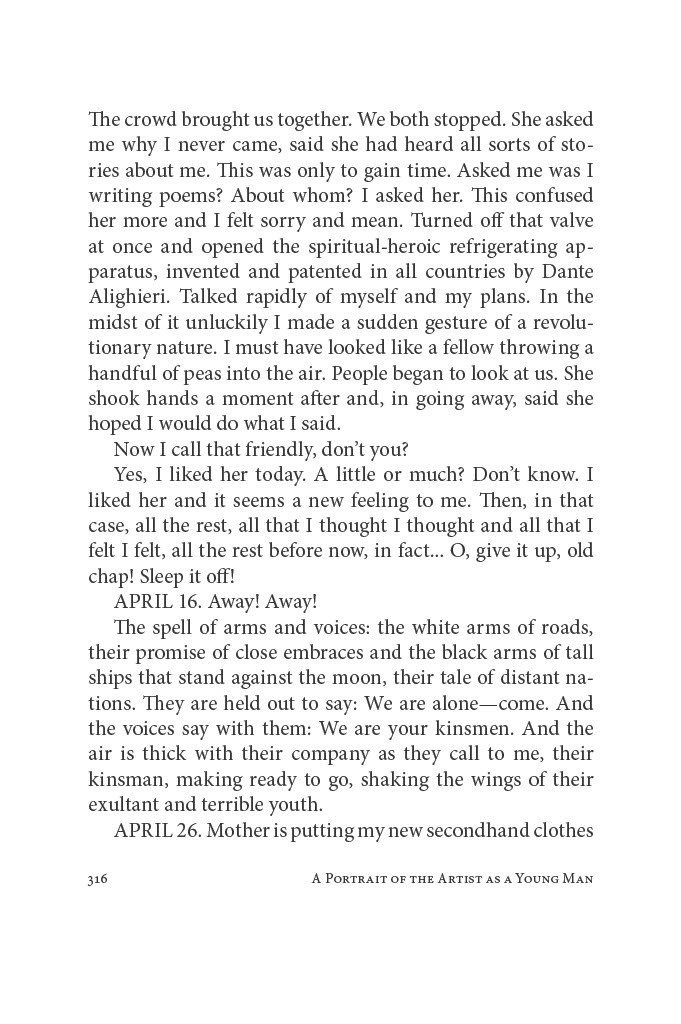 The crowd brought us together. We both stopped. She asked
me why I never came, said she had heard all sorts of sto-
ries about me. This was only to gain time. Asked me was I
writing poems? About whom? I asked her. This confused
her more and I felt sorry and mean. Turned off that valve
at once and opened the spiritual-heroic refrigerating ap-
paratus, invented and patented in all countries by Dante
Alighieri. Talked rapidly of myself and my plans. In the
midst of it unluckily I made a sudden gesture of a revolu-
tionary nature. I must have looked like a fellow throwing a
handful of peas into the air. People began to look at us. She
shook hands a moment after and, in going away, said she
hoped I would do what I said.
Now I call that friendly, don’t you?
Yes, I liked her today. A little or much? Don’t know. I
liked her and it seems a new feeling to me. Then, in that
case, all the rest, all that I thought I thought and all that I
felt I felt, all the rest before now, in fact... O, give it up, old
chap! Sleep it off!
APRIL 16. Away! Away!
The spell of arms and voices: the white arms of roads,
their promise of close embraces and the black arms of tall
ships that stand against the moon, their tale of distant na-
tions. They are held out to say: We are alone—come. And
the voices say with them: We are your kinsmen. And the
air is thick with their company as they call to me, their
kinsman, making ready to go, shaking the wings of their
exultant and terrible youth.
APRIL 26. Mother is putting my new secondhand clothes
316 A Portrait of the Artist as a Young Man